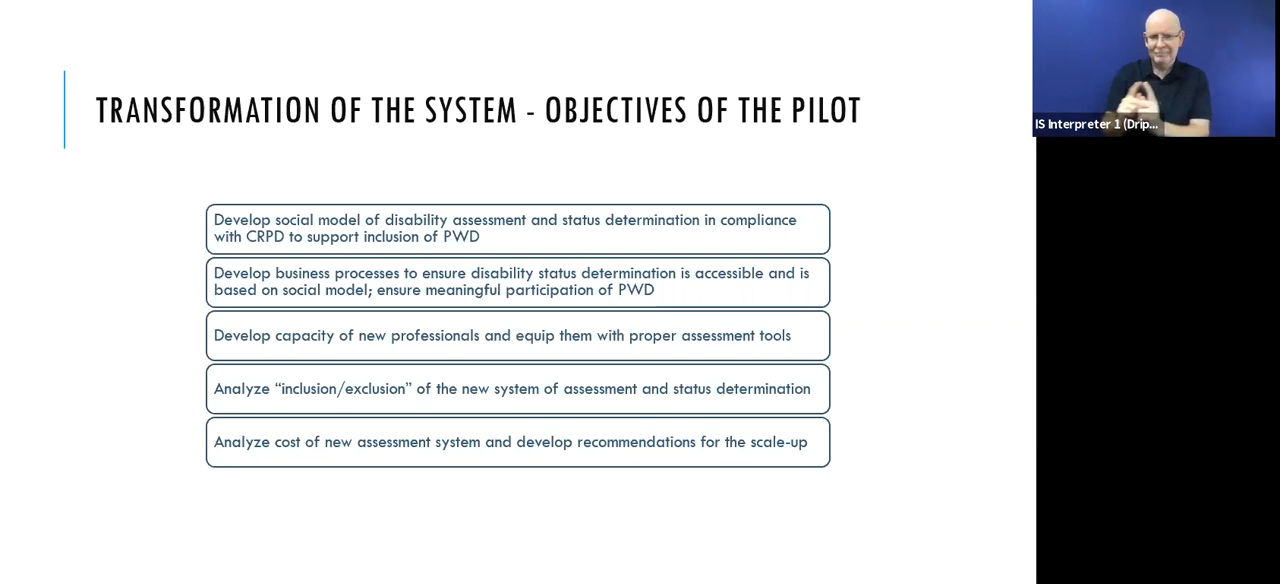 TRANSFORMATION OF THE SYSTEM - OBJECTIVES OF THE PILOT
IS Interpreter 1 (Drip...
Develop social model of disability assessment and status determination in compliance
with CRPD to support inclusion of PWD
Develop business processes to ensure disability status determination is accessible and is
based on social model; ensure meaningful participation of PWD
Develop capacity of new professionals and equip them with proper assessment tools
Analyze “inclusion/exclusion” of the new system of assessment and status determination
Analyze cost of new assessment system and develop recommendations for the scale-up